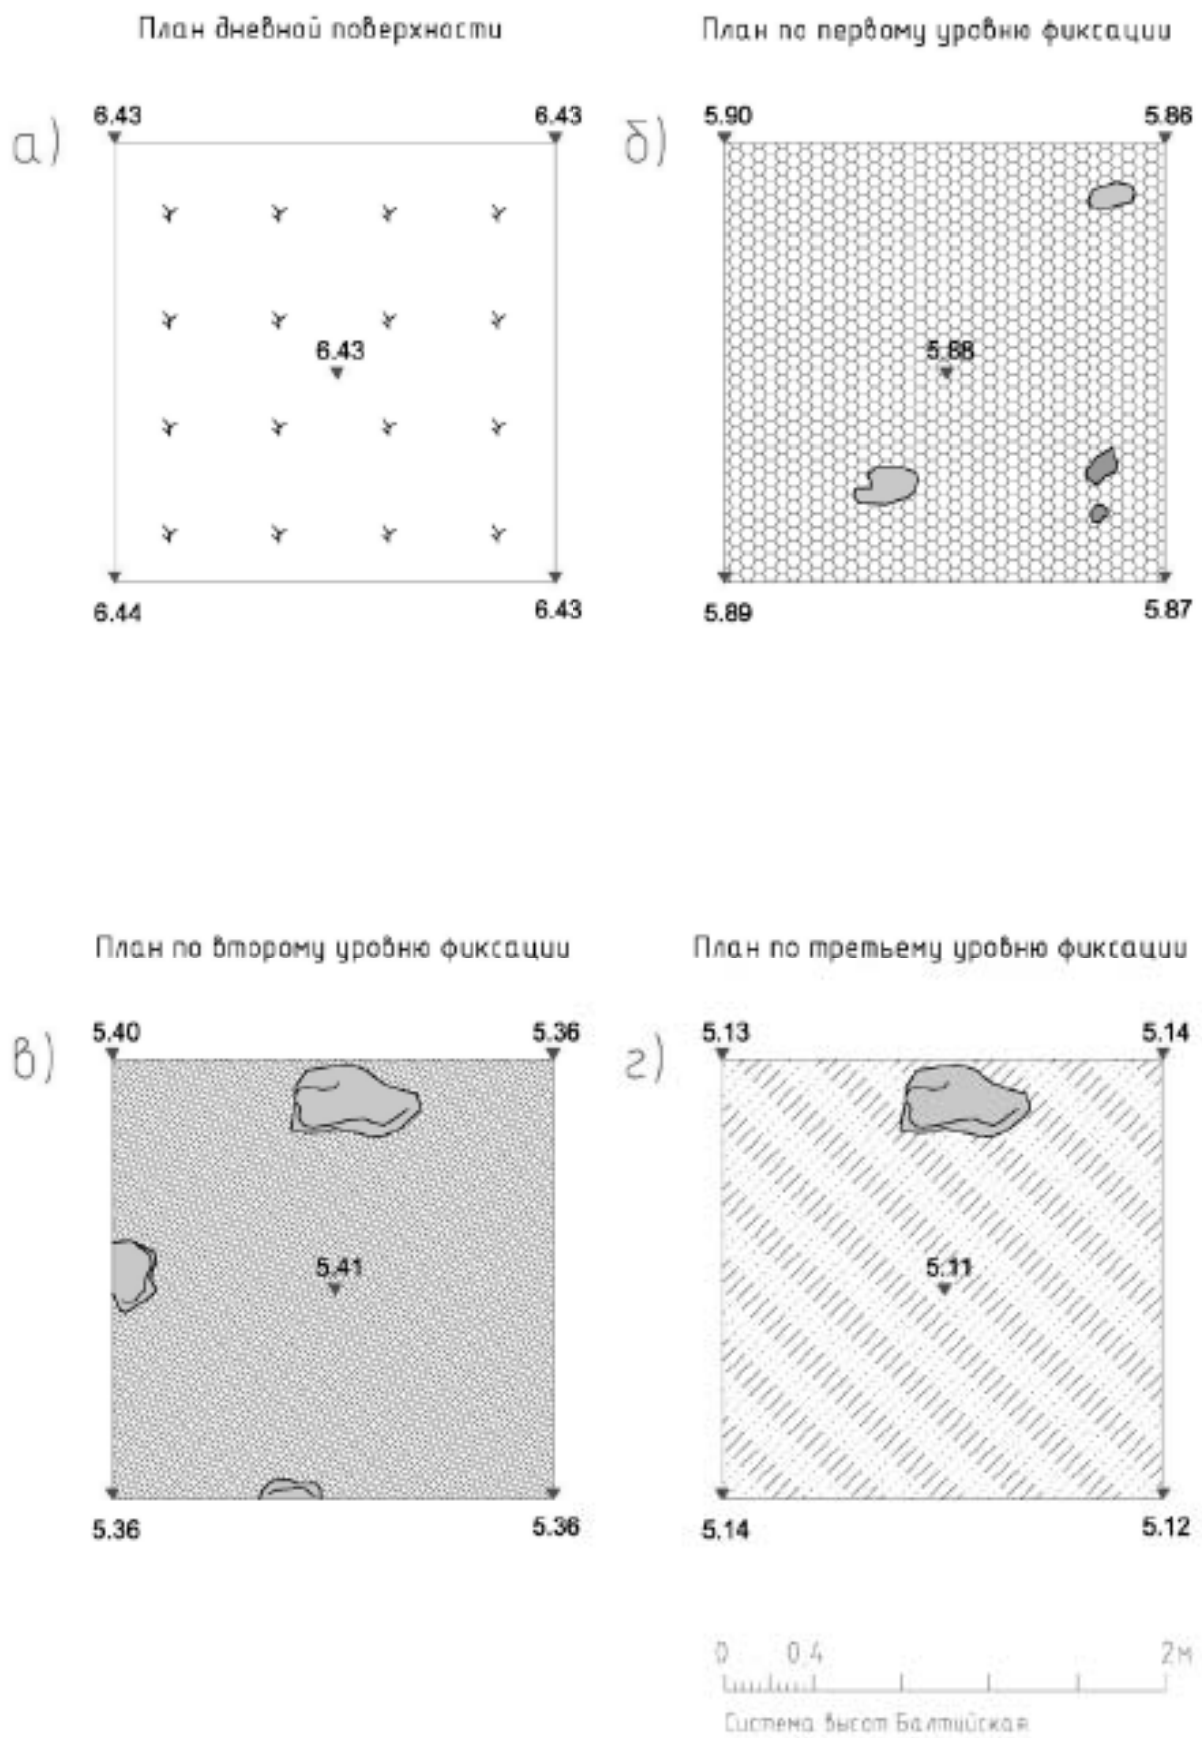 План дневной поверхности
План по первому уровню фиксации
а)
6.43 6.43
6.43
6.44 6.43
б)
5.90 5.86
5.88
5.89 5.87
План по второму уровню фиксации
План по третьему уровню фиксации
в)
5.40 5.36
5.41
5.36 5.36
г)
5.13 5.14
5.11
5.14 5.12
0 0.4 2м
Система высот Балтийская